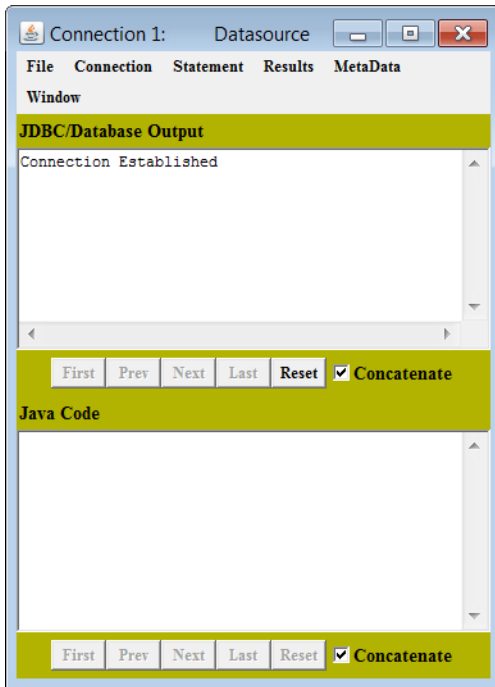 Connection 1: Datasource
File Connection Statement Results MetaData
Window
JDBC/Database Output
Connection Established
First Prev Next Last Reset Concatenate
Java Code
First Prev Next Last Reset Concatenate